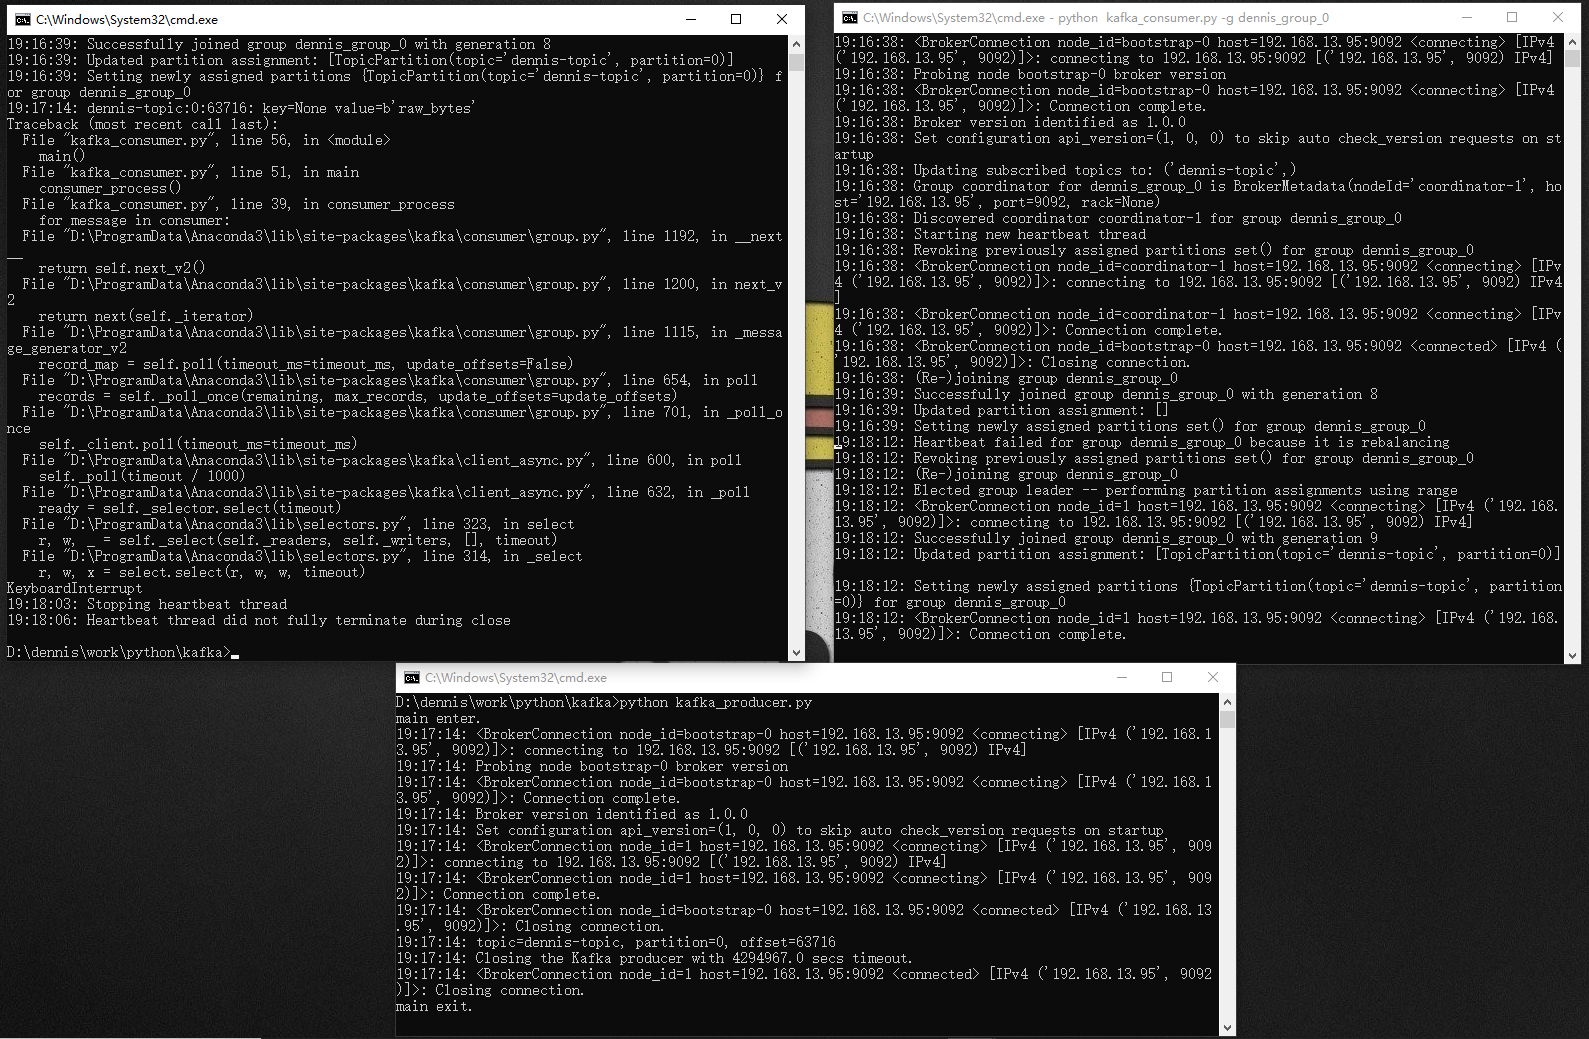 C:\Windows\System32\cmd.exe
19:16:39: Successfully joined group dennis_group_0 with generation 8
19:16:39: Updated partition assignment: [TopicPartition(topic='dennis-topic', partition=0)]
19:16:39: Setting newly assigned partitions {TopicPartition(topic='dennis-topic', partition=0)} f
or group dennis_group_0
19:17:14: dennis-topic:0:63716: key=None value=b'raw_bytes'
Traceback (most recent call last):
  File "kafka_consumer.py", line 56, in <module>
    main()
  File "kafka_consumer.py", line 51, in main
    consumer_process()
  File "kafka_consumer.py", line 39, in consumer_process
    for message in consumer:
  File "D:\ProgramData\Anaconda3\lib\site-packages\kafka\consumer\group.py", line 1192, in __next
__
    return self.next_v2()
  File "D:\ProgramData\Anaconda3\lib\site-packages\kafka\consumer\group.py", line 1200, in next_v
2
    return next(self._iterator)
  File "D:\ProgramData\Anaconda3\lib\site-packages\kafka\consumer\group.py", line 1115, in _messa
ge_generator_v2
    record_map = self.poll(timeout_ms=timeout_ms, update_offsets=False)
  File "D:\ProgramData\Anaconda3\lib\site-packages\kafka\consumer\group.py", line 654, in poll
    records = self._poll_once(remaining, max_records, update_offsets=update_offsets)
  File "D:\ProgramData\Anaconda3\lib\site-packages\kafka\consumer\group.py", line 701, in _poll_o
nce
    self._client.poll(timeout_ms=timeout_ms)
  File "D:\ProgramData\Anaconda3\lib\site-packages\kafka\client_async.py", line 600, in poll
    self._poll(timeout / 1000)
  File "D:\ProgramData\Anaconda3\lib\site-packages\kafka\client_async.py", line 632, in _poll
    ready = self._selector.select(timeout)
  File "D:\ProgramData\Anaconda3\lib\selectors.py", line 323, in select
    r, w, _ = self._select(self._readers, self._writers, [], timeout)
  File "D:\ProgramData\Anaconda3\lib\selectors.py", line 314, in _select
    r, w, x = select.select(r, w, w, timeout)
KeyboardInterrupt
19:18:03: Stopping heartbeat thread
19:18:06: Heartbeat thread did not fully terminate during close
D:\dennis\work\python\kafka>
C:\Windows\System32\cmd.exe - python  kafka_consumer.py -g dennis_group_0
19:16:38: <BrokerConnection node_id=bootstrap-0 host=192.168.13.95:9092 <connecting> [IPv4
('192.168.13.95', 9092)]>: connecting to 192.168.13.95:9092 [('192.168.13.95', 9092) IPv4]
19:16:38: Probing node bootstrap-0 broker version
19:16:38: <BrokerConnection node_id=bootstrap-0 host=192.168.13.95:9092 <connecting> [IPv4
('192.168.13.95', 9092)]>: Connection complete.
19:16:38: Broker version identified as 1.0.0
19:16:38: Set configuration api_version=(1, 0, 0) to skip auto check_version requests on st
artup
19:16:38: Updating subscribed topics to: ('dennis-topic',)
19:16:38: Group coordinator for dennis_group_0 is BrokerMetadata(nodeId='coordinator-1', ho
st='192.168.13.95', port=9092, rack=None)
19:16:38: Discovered coordinator coordinator-1 for group dennis_group_0
19:16:38: Starting new heartbeat thread
19:16:38: Revoking previously assigned partitions set() for group dennis_group_0
19:16:38: <BrokerConnection node_id=coordinator-1 host=192.168.13.95:9092 <connecting> [IPv
4 ('192.168.13.95', 9092)]>: connecting to 192.168.13.95:9092 [('192.168.13.95', 9092) IPv4
]
19:16:38: <BrokerConnection node_id=coordinator-1 host=192.168.13.95:9092 <connecting> [IPv
4 ('192.168.13.95', 9092)]>: Connection complete.
19:16:38: <BrokerConnection node_id=bootstrap-0 host=192.168.13.95:9092 <connected> [IPv4 (
'192.168.13.95', 9092)]>: Closing connection.
19:16:38: (Re-)joining group dennis_group_0
19:16:39: Successfully joined group dennis_group_0 with generation 8
19:16:39: Updated partition assignment: []
19:16:39: Setting newly assigned partitions set() for group dennis_group_0
19:18:12: Heartbeat failed for group dennis_group_0 because it is rebalancing
19:18:12: Revoking previously assigned partitions set() for group dennis_group_0
19:18:12: (Re-)joining group dennis_group_0
19:18:12: Elected group leader -- performing partition assignments using range
19:18:12: <BrokerConnection node_id=1 host=192.168.13.95:9092 <connecting> [IPv4 ('192.168.
13.95', 9092)]>: connecting to 192.168.13.95:9092 [('192.168.13.95', 9092) IPv4]
19:18:12: Successfully joined group dennis_group_0 with generation 9
19:18:12: Updated partition assignment: [TopicPartition(topic='dennis-topic', partition=0)]
19:18:12: Setting newly assigned partitions {TopicPartition(topic='dennis-topic', partition
=0)} for group dennis_group_0
19:18:12: <BrokerConnection node_id=1 host=192.168.13.95:9092 <connecting> [IPv4 ('192.168.
13.95', 9092)]>: Connection complete.
C:\Windows\System32\cmd.exe
D:\dennis\work\python\kafka>python kafka_producer.py
main enter.
19:17:14: <BrokerConnection node_id=bootstrap-0 host=192.168.13.95:9092 <connecting> [IPv4 ('192.168.1
3.95', 9092)]>: connecting to 192.168.13.95:9092 [('192.168.13.95', 9092) IPv4]
19:17:14: Probing node bootstrap-0 broker version
19:17:14: <BrokerConnection node_id=bootstrap-0 host=192.168.13.95:9092 <connecting> [IPv4 ('192.168.1
3.95', 9092)]>: Connection complete.
19:17:14: Broker version identified as 1.0.0
19:17:14: Set configuration api_version=(1, 0, 0) to skip auto check_version requests on startup
19:17:14: <BrokerConnection node_id=1 host=192.168.13.95:9092 <connecting> [IPv4 ('192.168.13.95', 909
2)]>: connecting to 192.168.13.95:9092 [('192.168.13.95', 9092) IPv4]
19:17:14: <BrokerConnection node_id=1 host=192.168.13.95:9092 <connecting> [IPv4 ('192.168.13.95', 909
2)]>: Connection complete.
19:17:14: <BrokerConnection node_id=bootstrap-0 host=192.168.13.95:9092 <connected> [IPv4 ('192.168.13
.95', 9092)]>: Closing connection.
19:17:14: topic=dennis-topic, partition=0, offset=63716
19:17:14: Closing the Kafka producer with 4294967.0 secs timeout.
19:17:14: <BrokerConnection node_id=1 host=192.168.13.95:9092 <connected> [IPv4 ('192.168.13.95', 9092
)]>: Closing connection.
main exit.